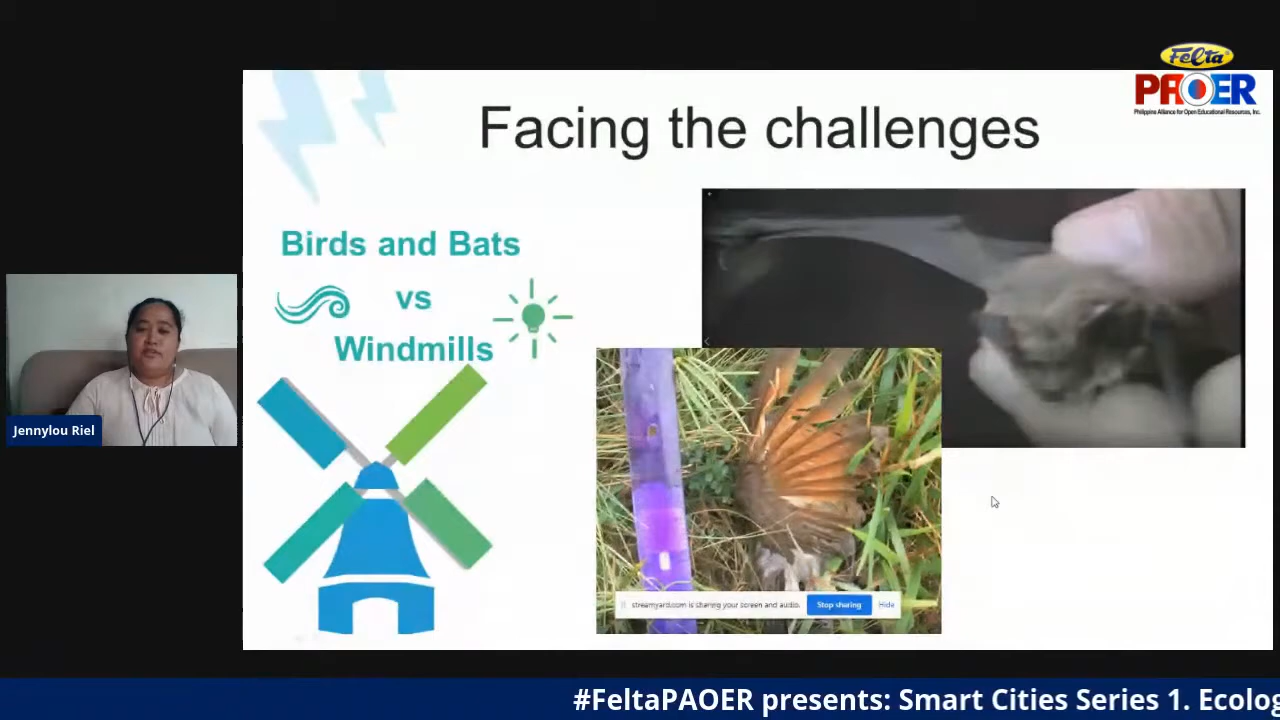 Felta
PAOER
Philippine Alliance for Open Educational Resources, Inc.
Facing the challenges
Birds and Bats
vs
Windmills
Jennylou Riel
streamyard.com is sharing your screen and audio.
Stop sharing
Hide
#FeltaPAOER presents: Smart Cities Series 1. Ecolog